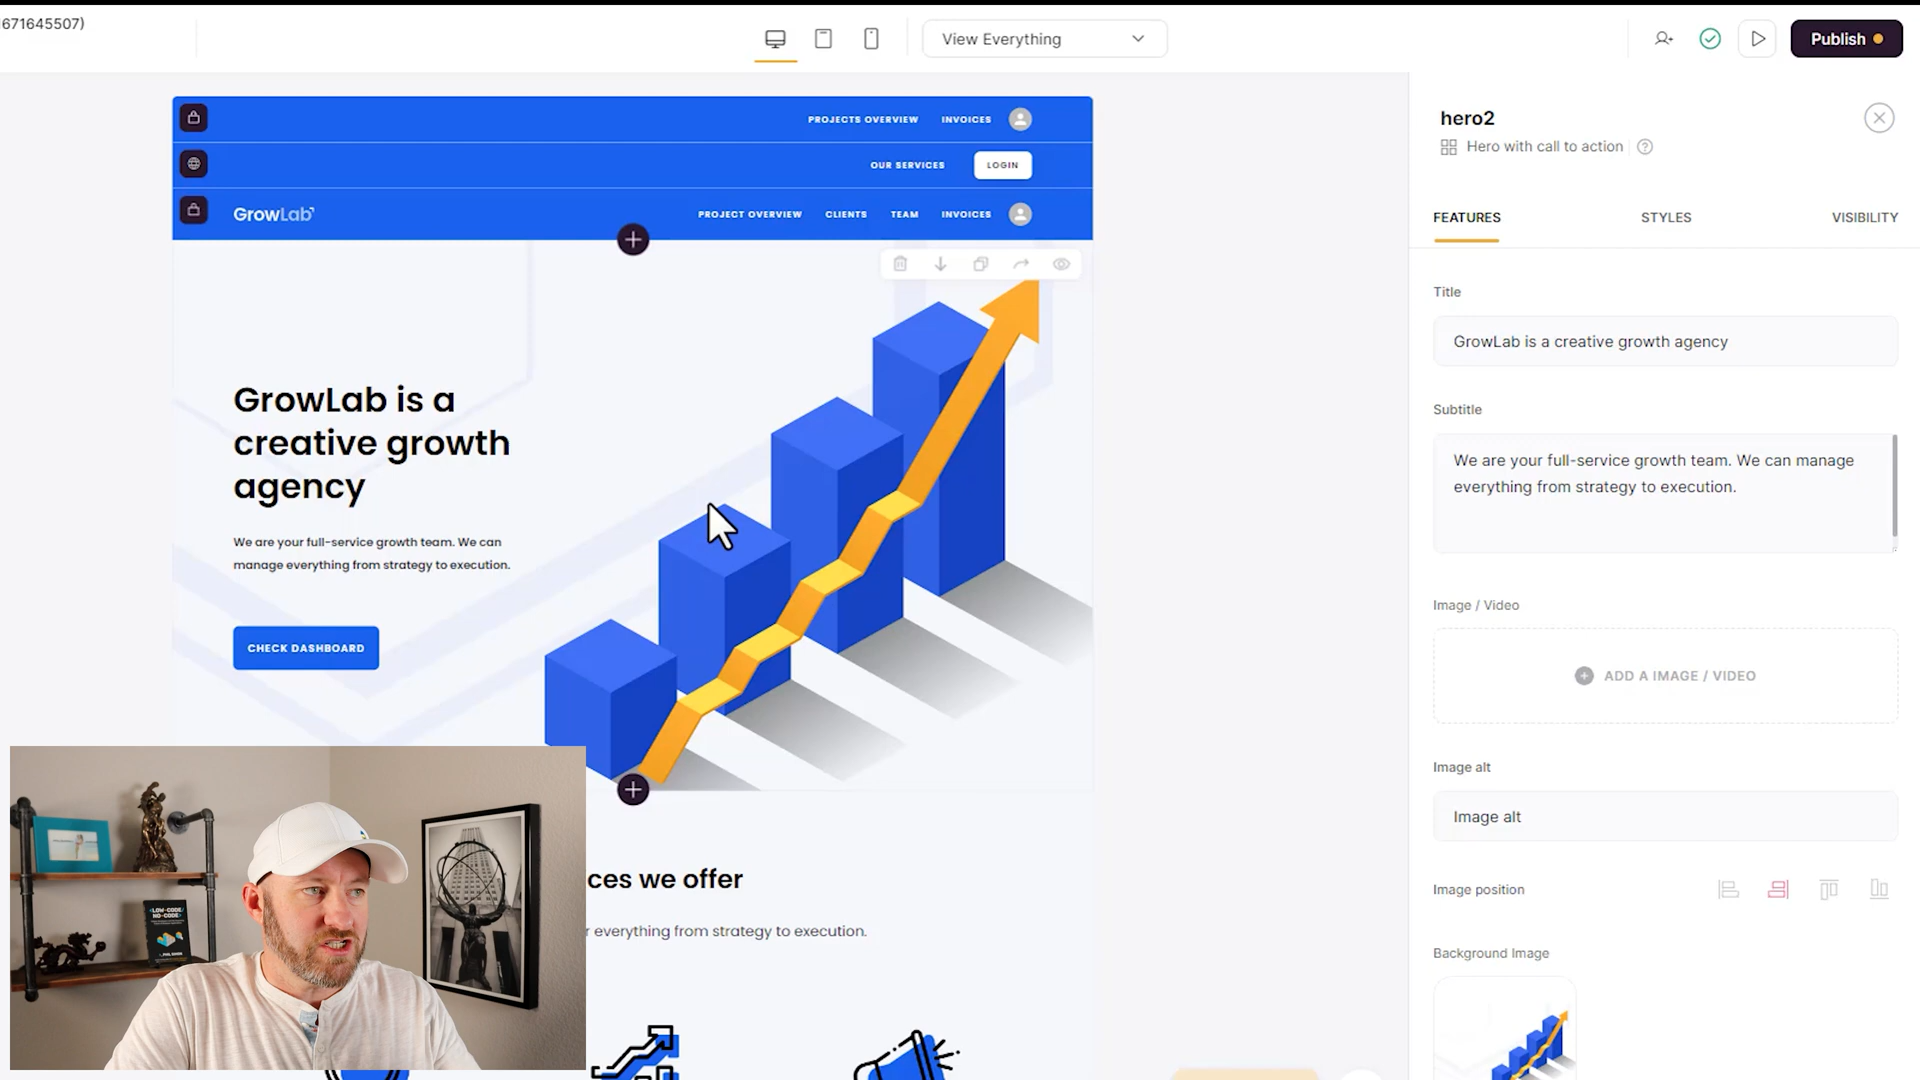 671645507)
View Everything
Publish
PROJECTS OVERVIEW INVOICES
OUR SERVICES LOGIN
GrowLab PROJECT OVERVIEW CLIENTS TEAM INVOICES
GrowLab is a
creative growth
agency
We are your full-service growth team. We can
manage everything from strategy to execution.
CHECK DASHBOARD
ces we offer
r everything from strategy to execution.
LOW-CODE/
NO-CODE
hero2
Hero with call to action
FEATURES STYLES VISIBILITY
Title
GrowLab is a creative growth agency
Subtitle
We are your full-service growth team. We can manage
everything from strategy to execution.
Image / Video
ADD A IMAGE / VIDEO
Image alt
Image alt
Image position
Background Image